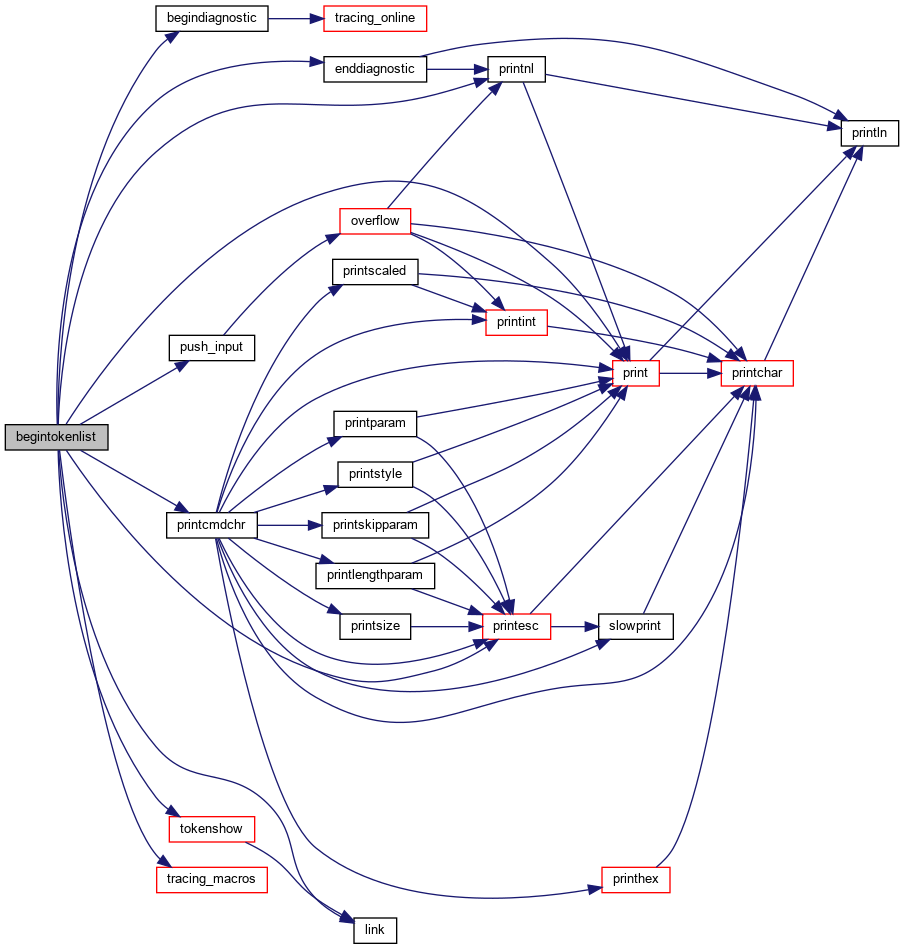 begindiagnostic
tracing_online
enddiagnostic
printnl
println
overflow
printscaled
printint
push_input
print
printchar
printparam
begintokenlist
printstyle
printcmdchr
printskipparam
printlengthparam
printsize
printesc
slowprint
tokenshow
tracing_macros
printhex
link